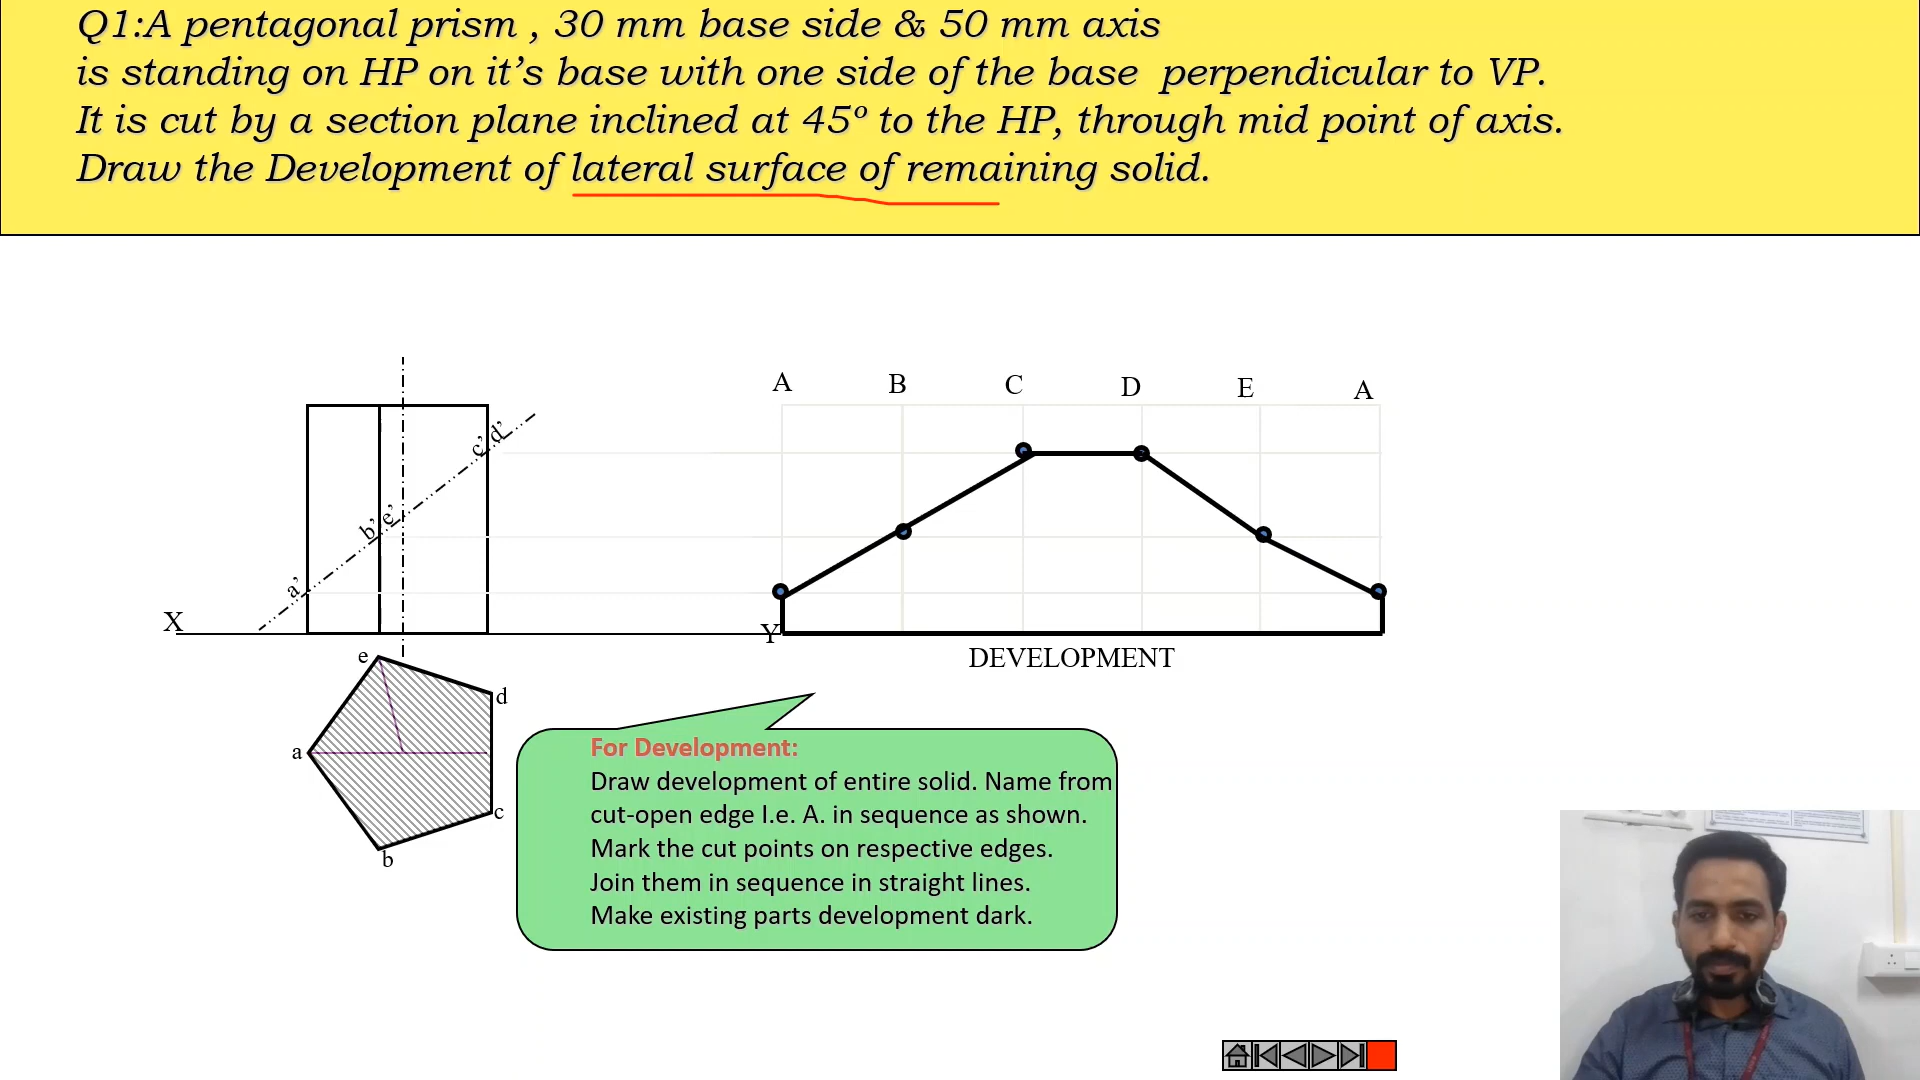 Q1:A pentagonal prism , 30 mm base side & 50 mm axis
is standing on HP on it’s base with one side of the base perpendicular to VP.
It is cut by a section plane inclined at 45º to the HP, through mid point of axis.
Draw the Development of lateral surface of remaining solid.
A B C D E A
c’ d’
b’ e’
a’
X
Y
DEVELOPMENT
e
d
a
c
b
For Development:
Draw development of entire solid. Name from
cut-open edge I.e. A. in sequence as shown.
Mark the cut points on respective edges.
Join them in sequence in straight lines.
Make existing parts development dark.